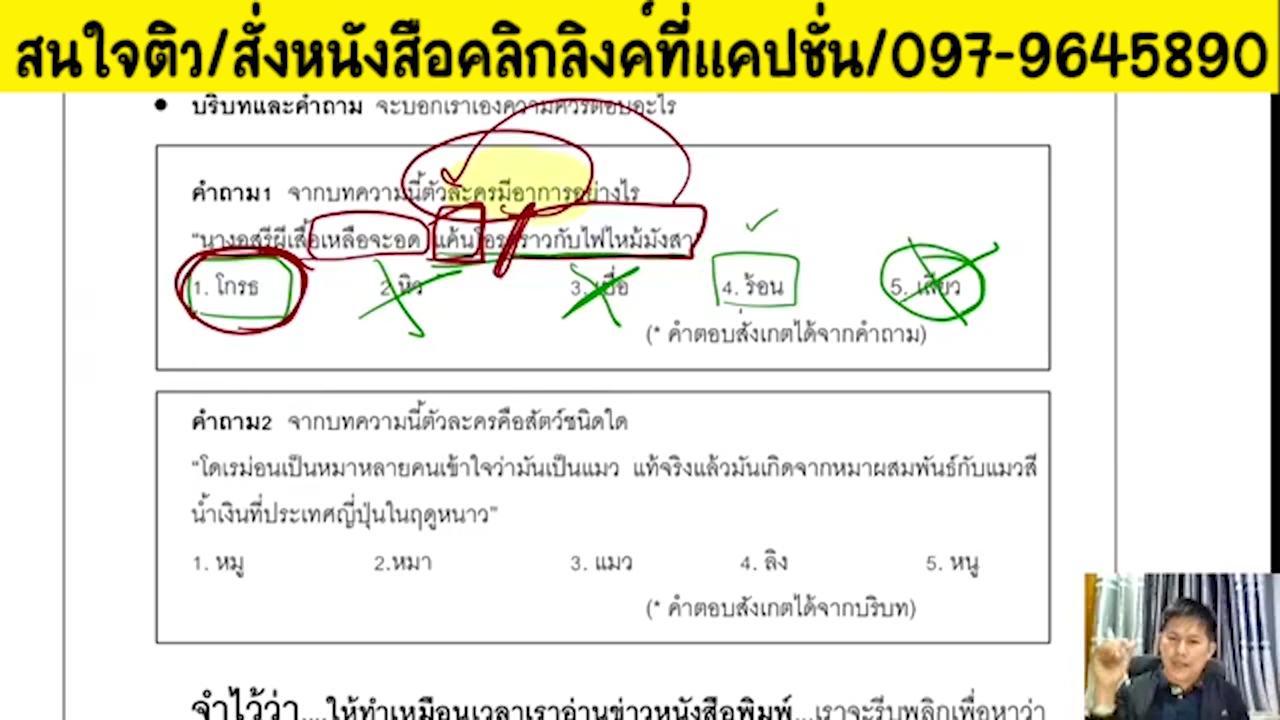 สนใจติว/สั่งหนังสือคลิกลิงค์ที่แคปชั่น/097-9645890
• บริบทและคำถาม จะบอกเราเองความควรตอบอะไร
คำถาม1 จากบทความนี้ตัวละครมีอาการอย่างไร
“นางอสุรีผีเสื้อเหลือจะอด แค้นโอรสราวกับไฟไหม้มังสา
1. โกรธ 2.หิว 3. เบื่อ 4. ร้อน 5. เสียว
(* คำตอบสังเกตได้จากคำถาม)
คำถาม2 จากบทความนี้ตัวละครคือสัตว์ชนิดใด
“โดเรม่อนเป็นหมาหลายคนเข้าใจว่ามันเป็นแมว แท้จริงแล้วมันเกิดจากหมาผสมพันธ์กับแมวสี
น้ำเงินที่ประเทศญี่ปุ่นในฤดูหนาว”
1. หมู 2.หมา 3. แมว 4. ลิง 5. หนู
(* คำตอบสังเกตได้จากบริบท)
จำไว้ว่า....ให้ทำเหมือนเวลาเราอ่านข่าวหนังสือพิมพ์...เราจะรีบพลิกเพื่อหาว่า